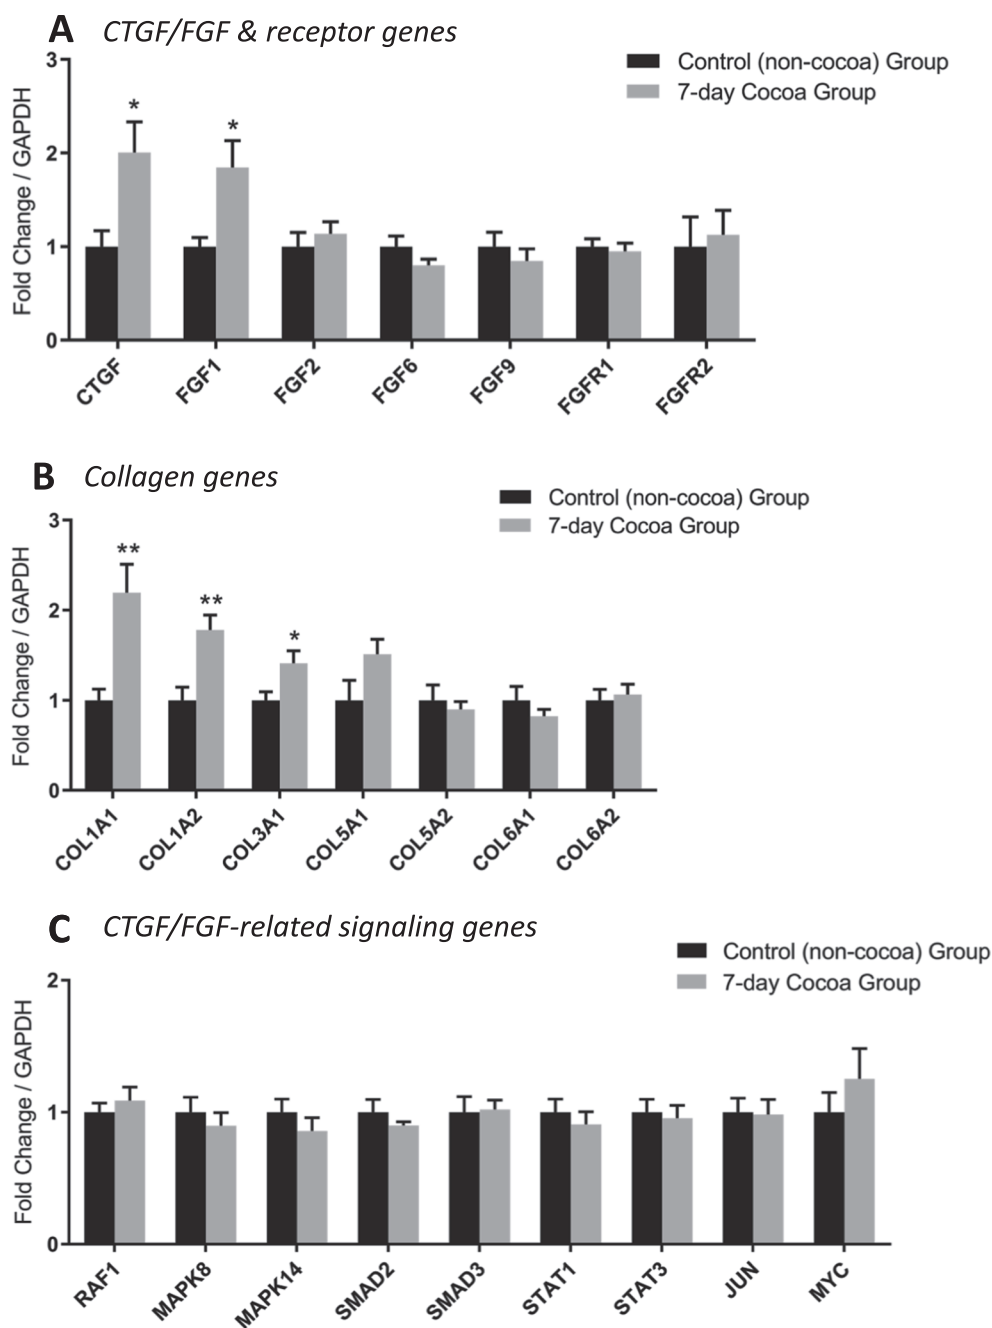 A CTGF/FGF & receptor genes
Control (non-cocoa) Group
7-day Cocoa Group
Fold Change / GAPDH
3
2
1
0
*
*
CTGF
FGF1
FGF2
FGF6
FGF9
FGFR1
FGFR2
B Collagen genes
Control (non-cocoa) Group
7-day Cocoa Group
Fold Change / GAPDH
3
2
1
0
**
**
*
COL1A1
COL1A2
COL3A1
COL5A1
COL5A2
COL6A1
COL6A2
C CTGF/FGF-related signaling genes
Control (non-cocoa) Group
7-day Cocoa Group
Fold Change / GAPDH
2
1
0
RAF1
MAPK8
MAPK14
SMAD2
SMAD3
STAT1
STAT3
JUN
MYC